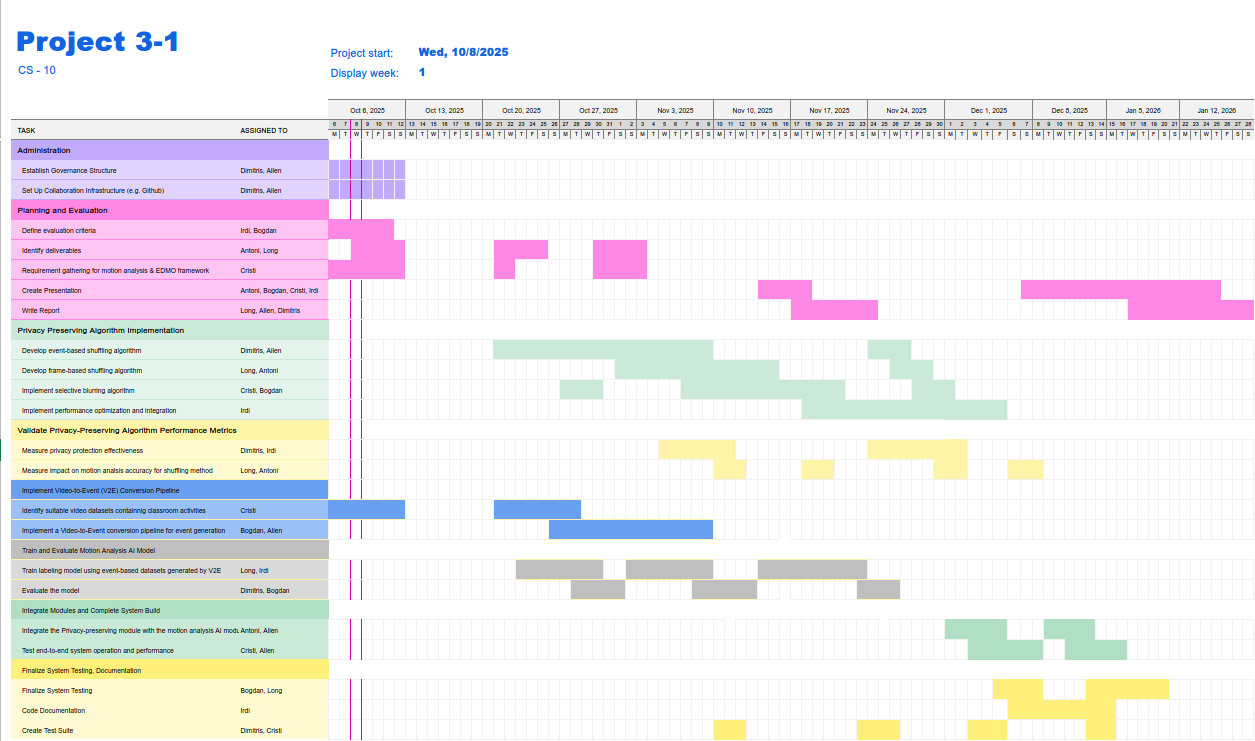 Project 3-1
CS - 10
Project start: Wed, 10/8/2025
Display week: 1
Oct 6, 2025 Oct 13, 2025 Oct 20, 2025 Oct 27, 2025 Nov 3, 2025 Nov 10, 2025 Nov 17, 2025 Nov 24, 2025 Dec 1, 2025 Dec 8, 2025 Jan 5, 2026 Jan 12, 2026
6 7 8 9 10 11 12 13 14 15 16 17 18 19 20 21 22 23 24 25 26 27 28 29 30 31 1 2 3 4 5 6 7 8 9 10 11 12 13 14 15 16 17 18 19 20 21 22 23 24 25 26 27 28 29 30 1 2 3 4 5 6 7 8 9 10 11 12 13 14 15 16 17 18 19 20 21 22 23 24 25 26 27 28
TASK ASSIGNED TO M T W T F S S M T W T F S S M T W T F S S M T W T F S S M T W T F S S M T W T F S S M T W T F S S M T W T F S S M T W T F S S M T W T F S S M T W T F S S M T W T F S S
Administration
Establish Governance Structure Dimitris, Allen
Set Up Collaboration Infrastructure (e.g. Github) Dimitris, Allen
Planning and Evaluation
Define evaluation criteria Irdi, Bogdan
Identify deliverables Antoni, Long
Requirement gathering for motion analysis & EDMO framework Cristi
Create Presentation Antoni, Bogdan, Cristi, Irdi
Write Report Long, Allen, Dimitris
Privacy Preserving Algorithm Implementation
Develop event-based shuffling algorithm Dimitris, Allen
Develop frame-based shuffling algorithm Long, Antoni
Implement selective blurring algorithm Cristi, Bogdan
Implement performance optimization and integration Irdi
Validate Privacy-Preserving Algorithm Performance Metrics
Measure privacy protection effectiveness Dimitris, Irdi
Measure impact on motion analsis accuracy for shuffling method Long, Antoni
Implement Video-to-Event (V2E) Conversion Pipeline
Identify suitable video datasets containnig classroom activities Cristi
Implement a Video-to-Event conversion pipeline for event generation Bogdan, Allen
Train and Evaluate Motion Analysis AI Model
Train labeling model using event-based datasets generated by V2E Long, Irdi
Evaluate the model Dimitris, Bogdan
Integrate Modules and Complete System Build
Integrate the Privacy-preserving module with the motion analysis AI modu Antoni, Allen
Test end-to-end system operation and performance Cristi, Allen
Finalize System Testing, Documentation
Finalize System Testing Bogdan, Long
Code Documentation Irdi
Create Test Suite Dimitris, Cristi